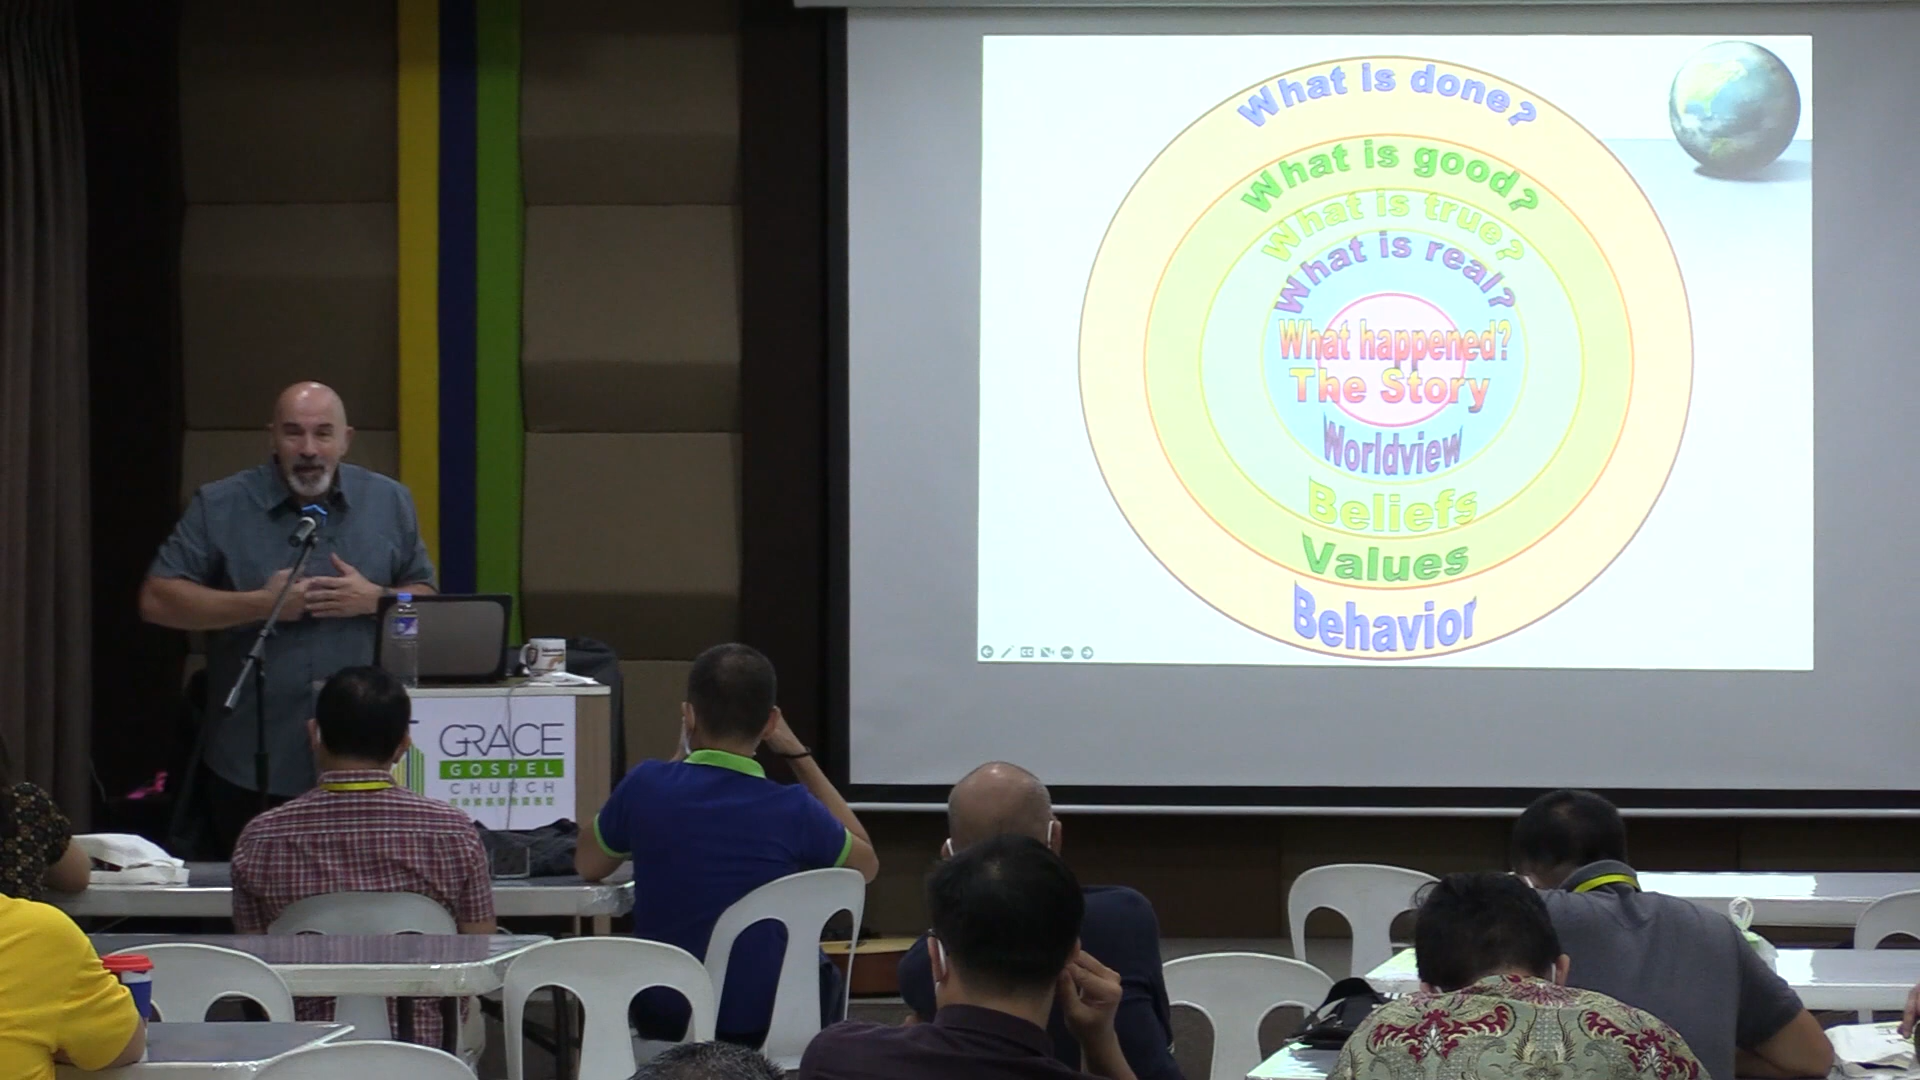 What is done?
What is good?
What is true?
What is real?
What happened?
The Story
Worldview
Beliefs
Values
Behavior
GRACE
GOSPEL
CHURCH